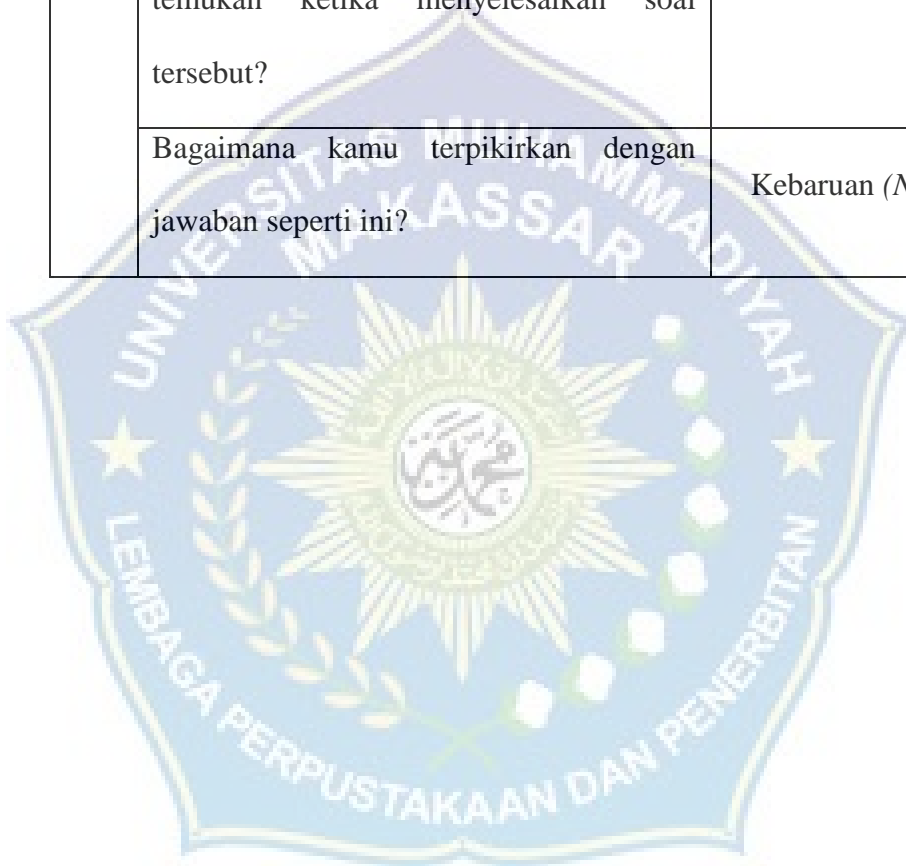 temukan ketika menyelesaikan soal
tersebut?
Bagaimana kamu terpikirkan dengan
jawaban seperti ini?
Kebaruan (N
UNIVERSITAS MUHAMMADIYAH
MAKASSAR
LEMBAGA PERPUSTAKAAN DAN PENERBITAN